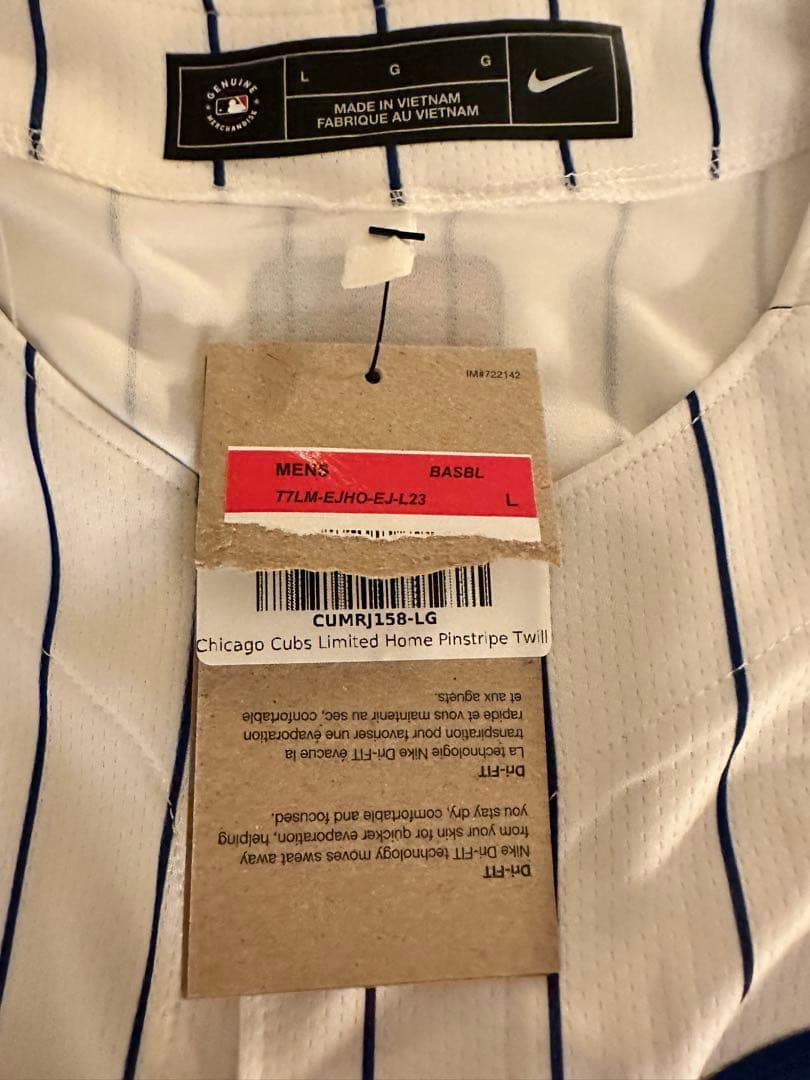 GENUINE
MERCHANDISE
L G G
MADE IN VIETNAM
FABRIQUE AU VIETNAM
IM#722142
MENS BASBL
T7LM-EJHO-EJ-L23 L
CUMRJ158-LG
Chicago Cubs Limited Home Pinstripe Twill
Dri-FIT
Nike Dri-FIT technology moves sweat away
from your skin for quicker evaporation, helping
you stay dry, comfortable and focused.
Dri-FIT
La technologie Nike Dri-FIT évacue la
transpiration pour favoriser une évaporation
rapide et vous maintenir au sec, confortable
et aux aguets.